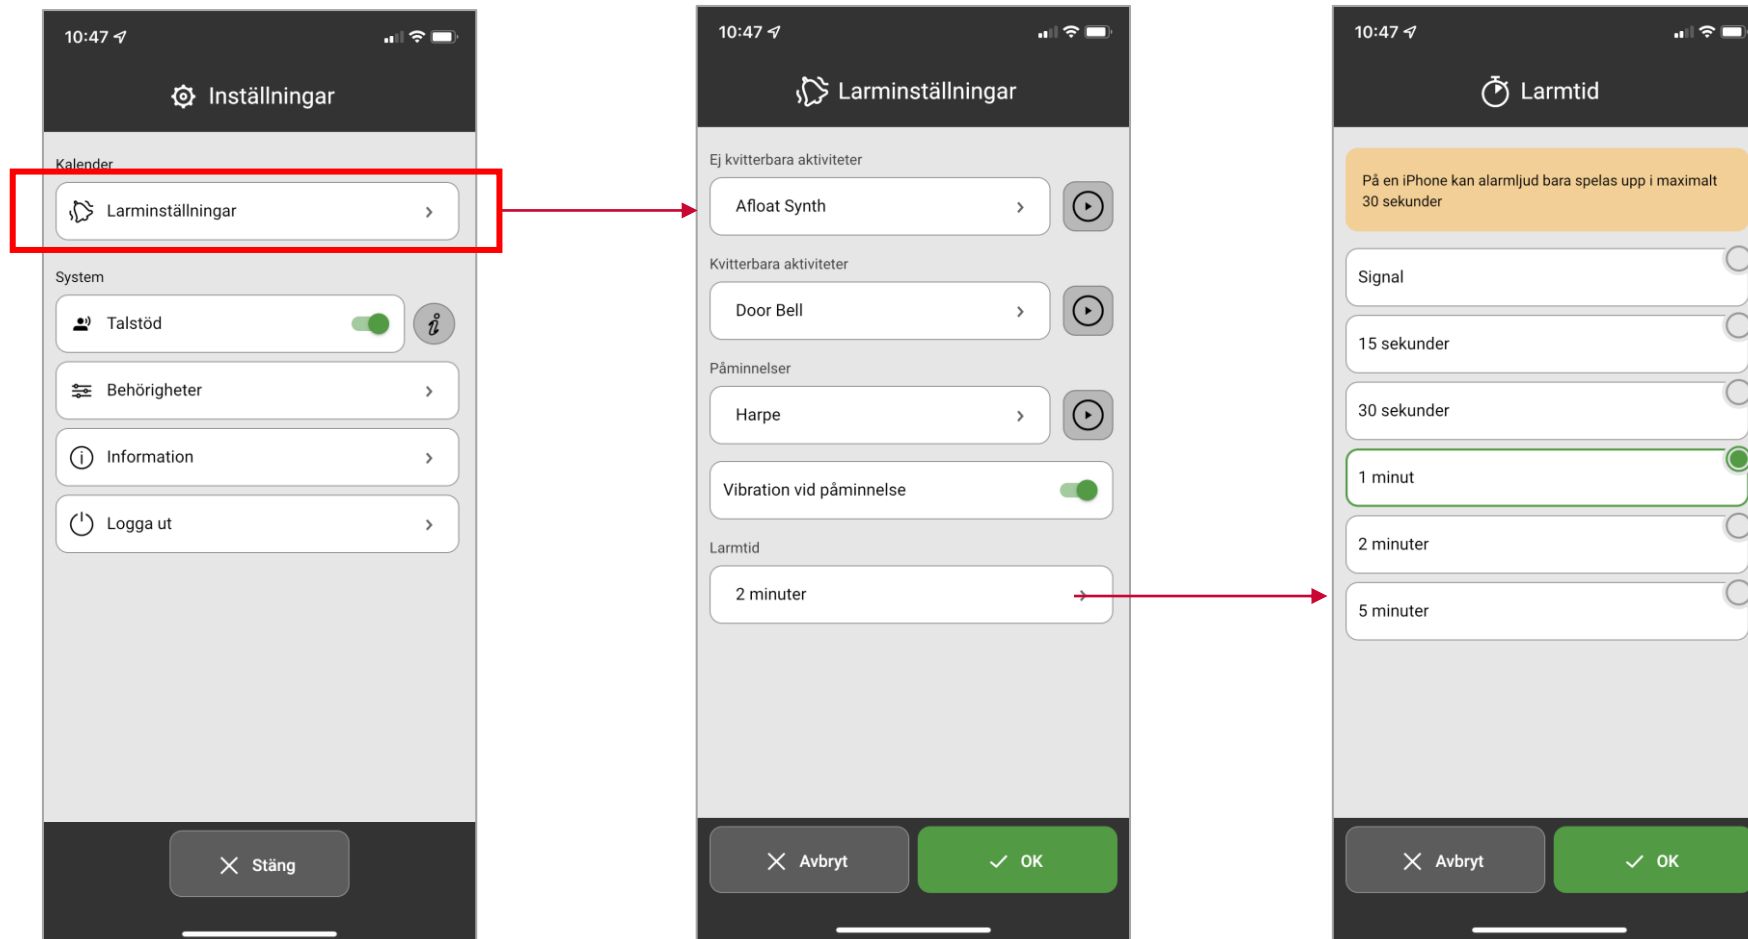 10:47
Inställningar
Kalender
Larminställningar
System
Talstöd
Behörigheter
Information
Logga ut
Stäng
10:47
Larminställningar
Ej kvitterbara aktiviteter
Afloat Synth
Kvitterbara aktiviteter
Door Bell
Påminnelser
Harpe
Vibration vid påminnelse
Larmtid
2 minuter
Avbryt
OK
10:47
Larmtid
På en iPhone kan alarmljud bara spelas upp i maximalt
30 sekunder
Signal
15 sekunder
30 sekunder
1 minut
2 minuter
5 minuter
Avbryt
OK